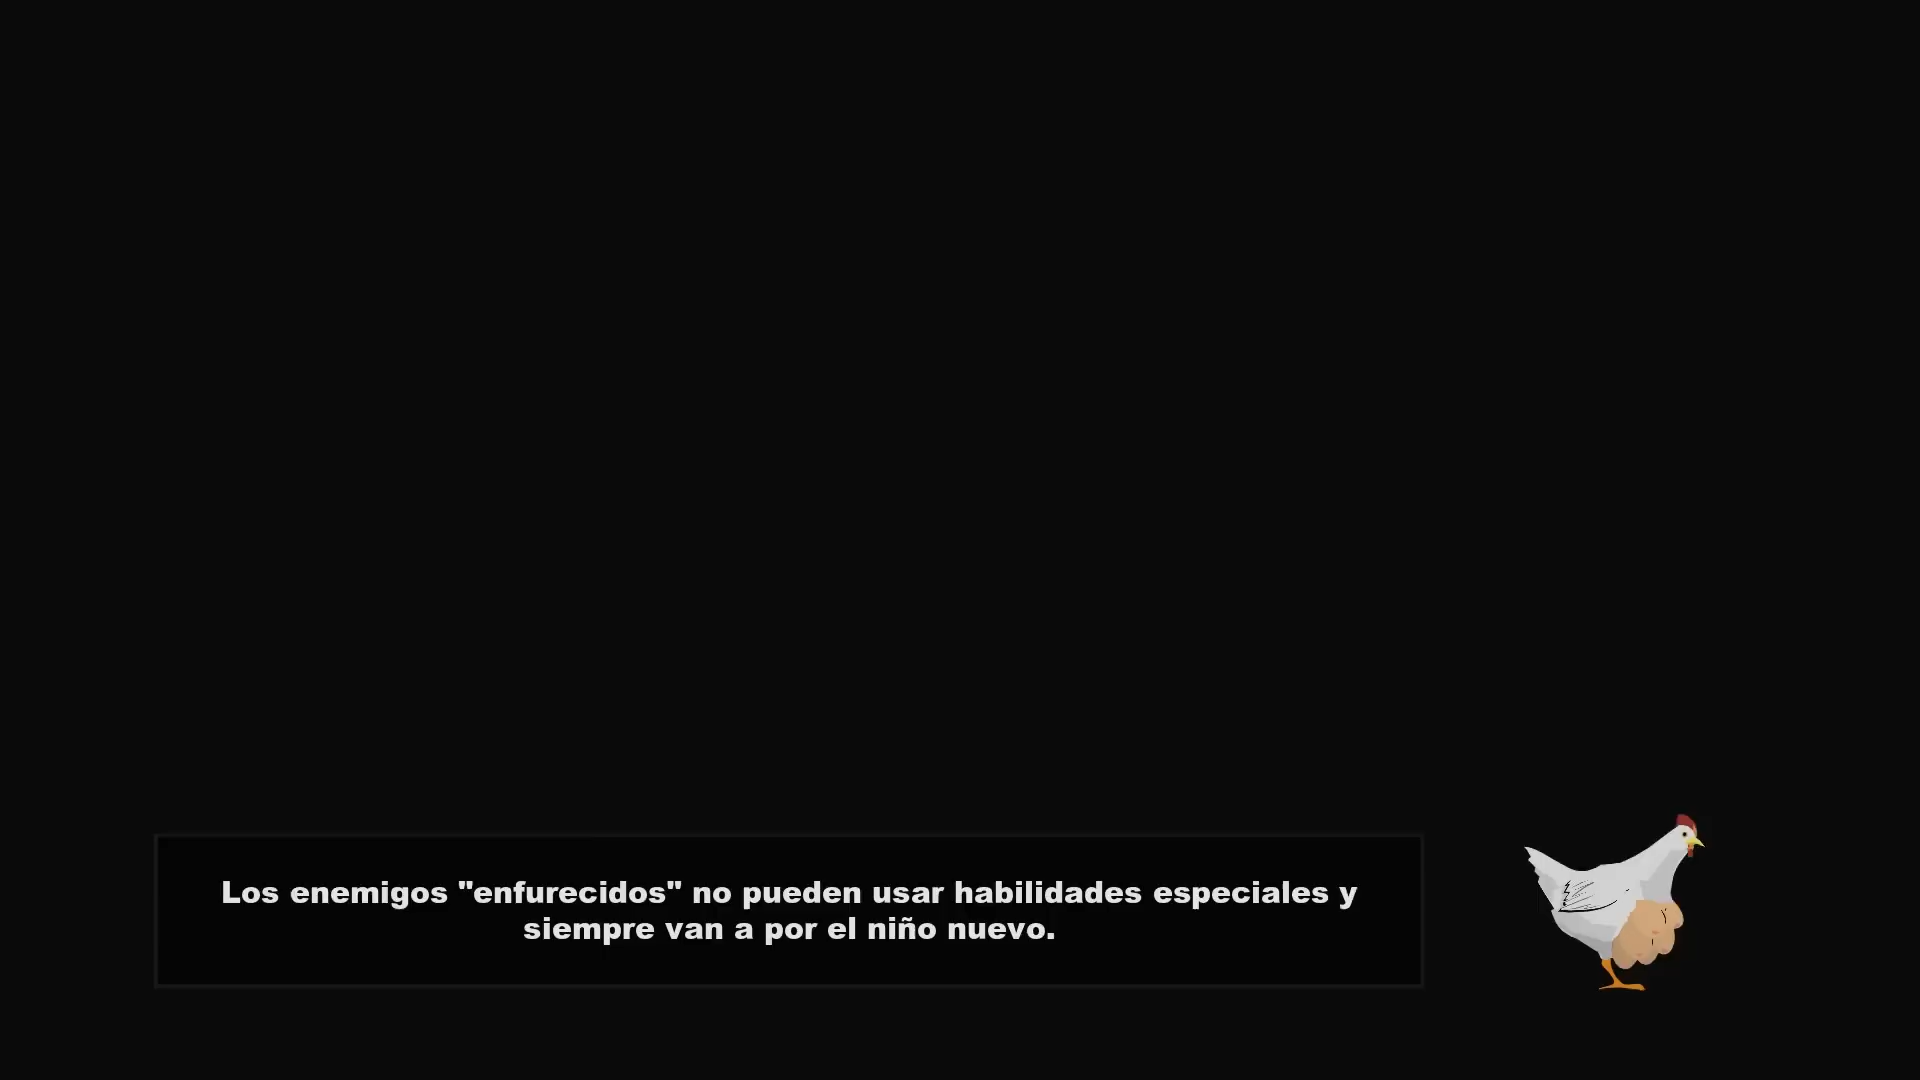 Los enemigos "enfurecidos" no pueden usar habilidades especiales y
siempre van a por el niño nuevo.